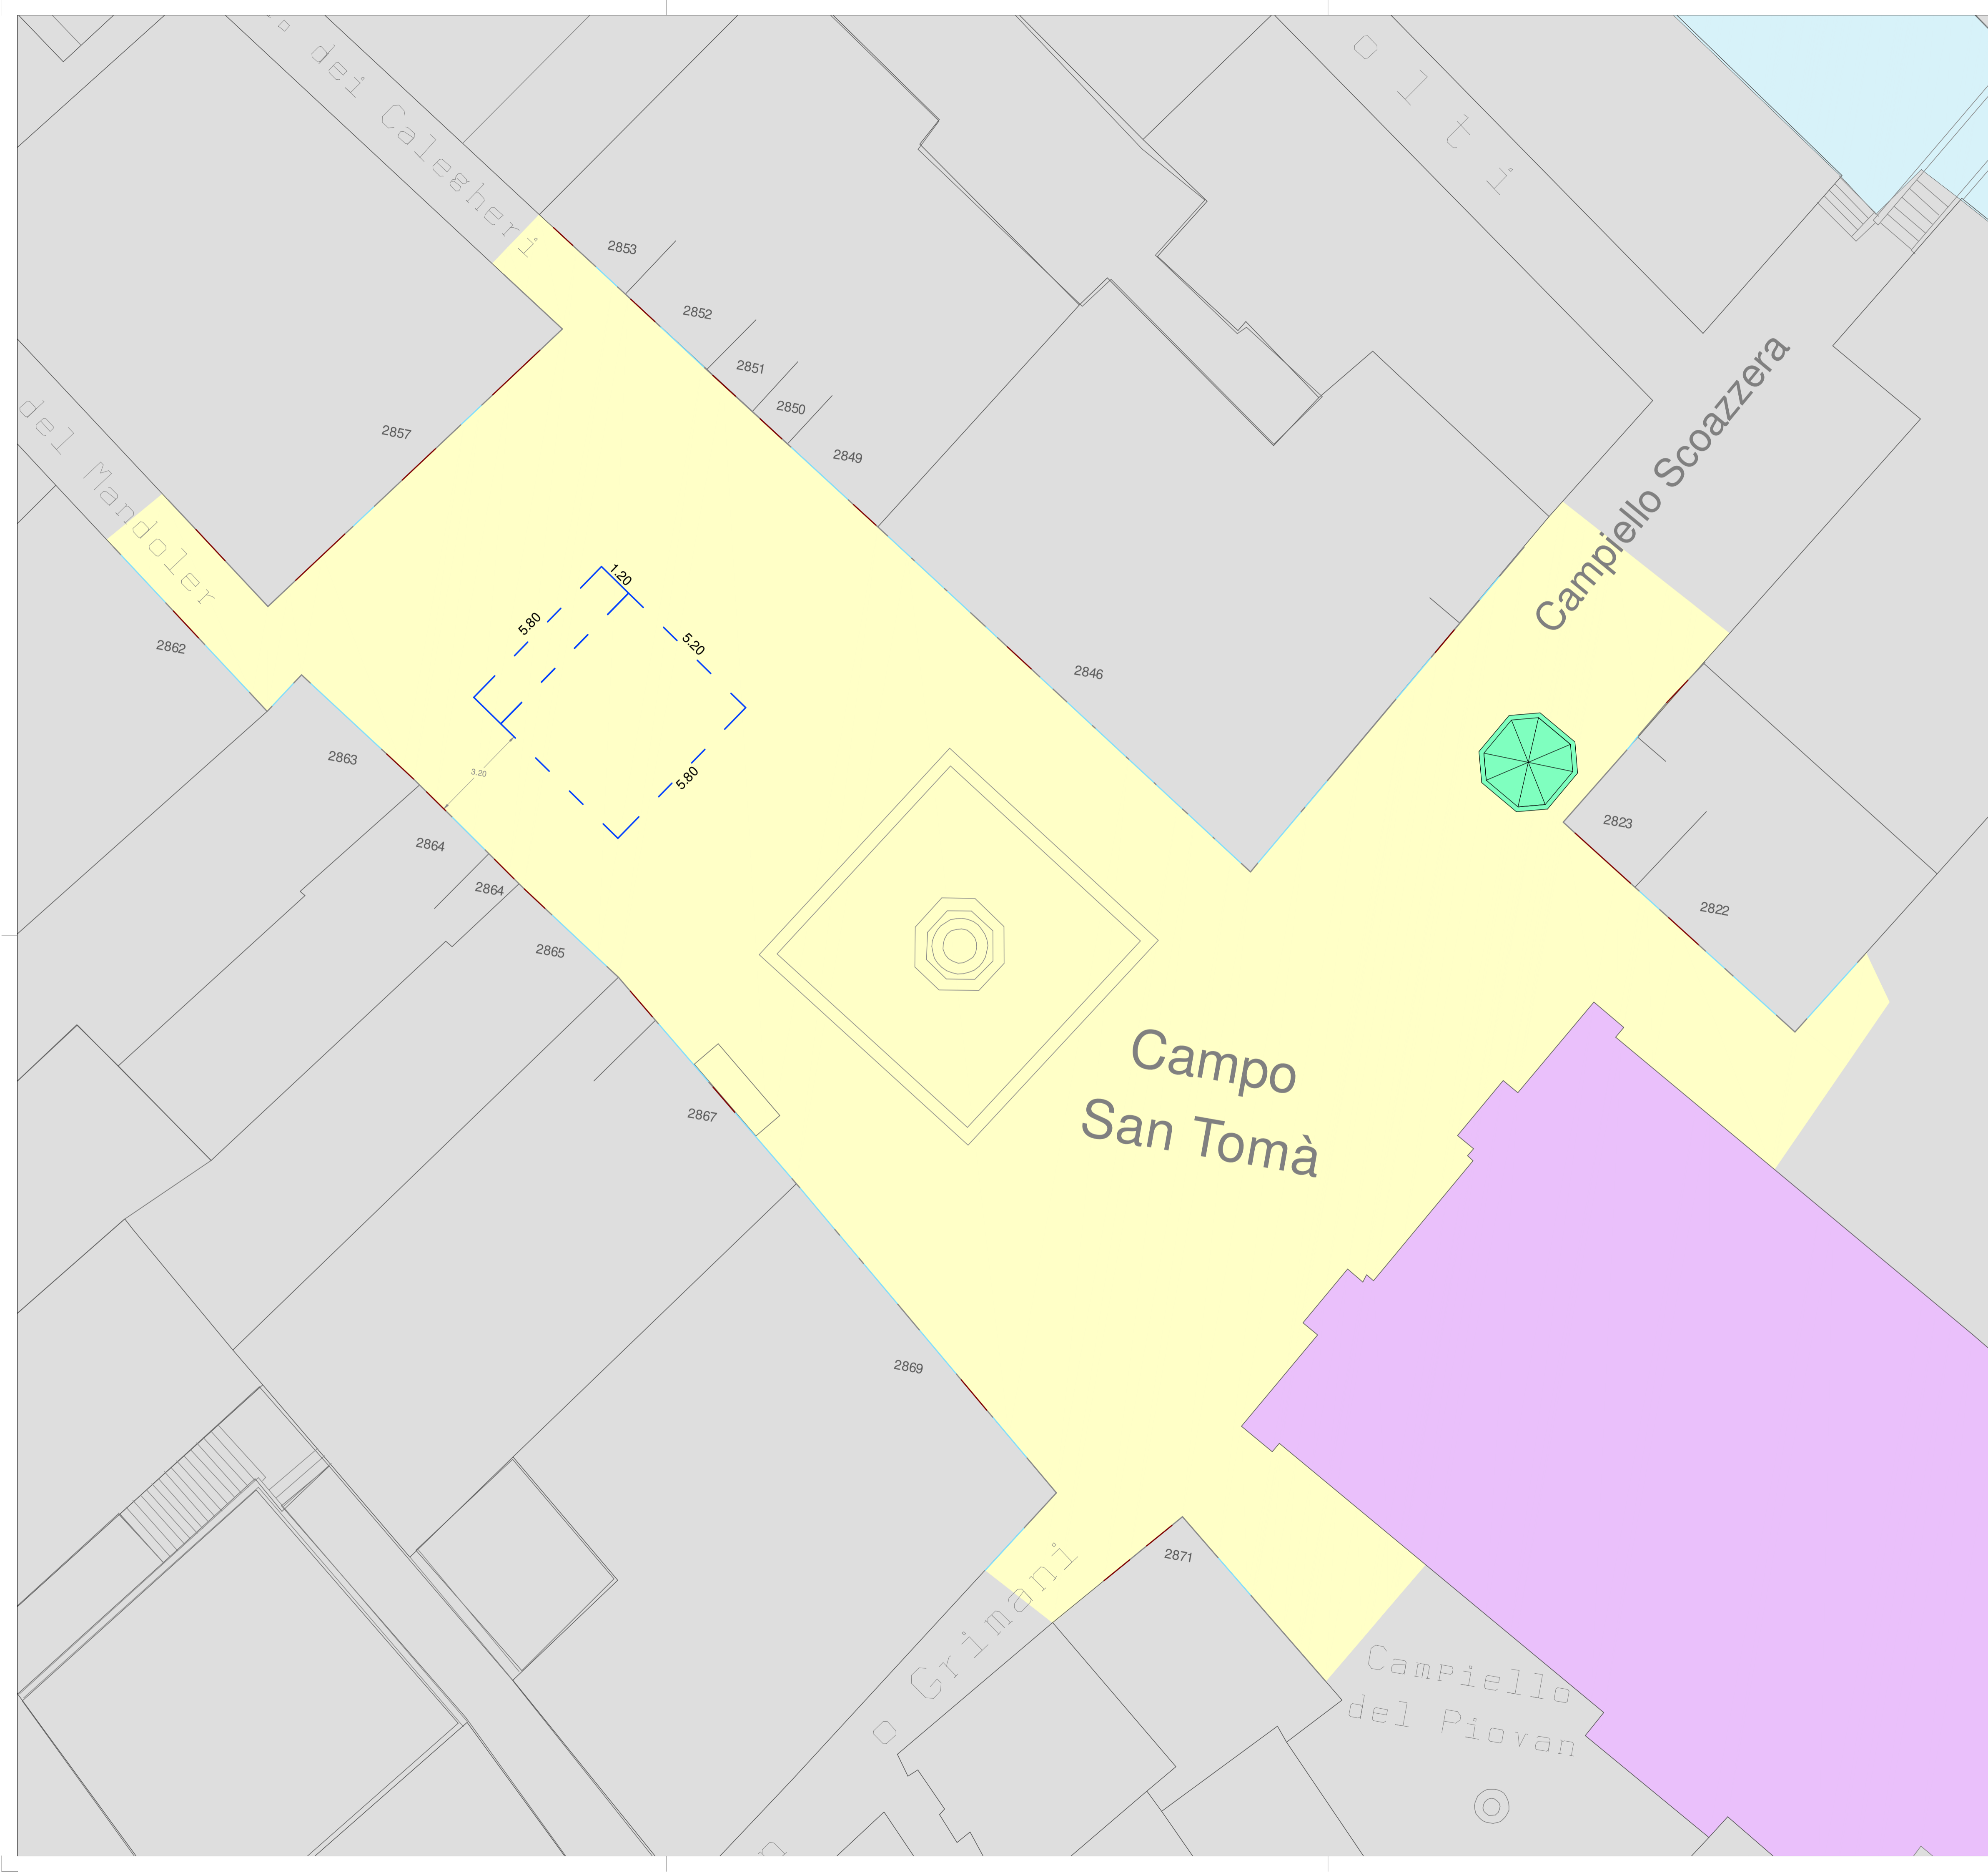 dei Calegheri
o l t i
2853
2852
2851
2850
2849
2857
del Mandoler
Campiello Scoazzera
1.20
5.80
5.20
5.80
3.20
2862
2863
2864
2864
2865
2867
2846
2823
2822
Campo
San Tomà
2869
2871
o Grimani
Campiello
del Piovan